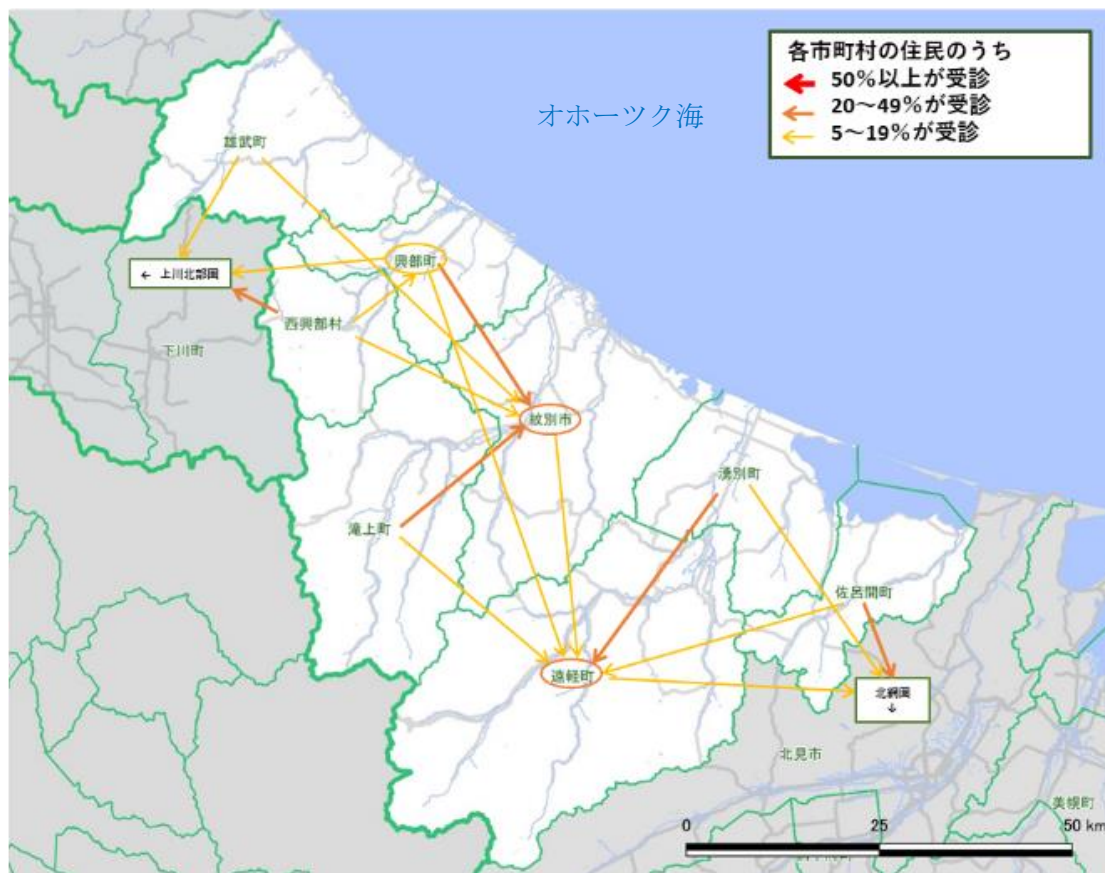 各市町村の住民のうち
50%以上が受診
20～49%が受診
5～19%が受診
オホーツク海
雄武町
興部町
← 上川北部圏
西興部村
下川町
紋別市
湧別町
滝上町
佐呂間町
遠軽町
北網圏
↓
北見市
美幌町
0 25 50 km